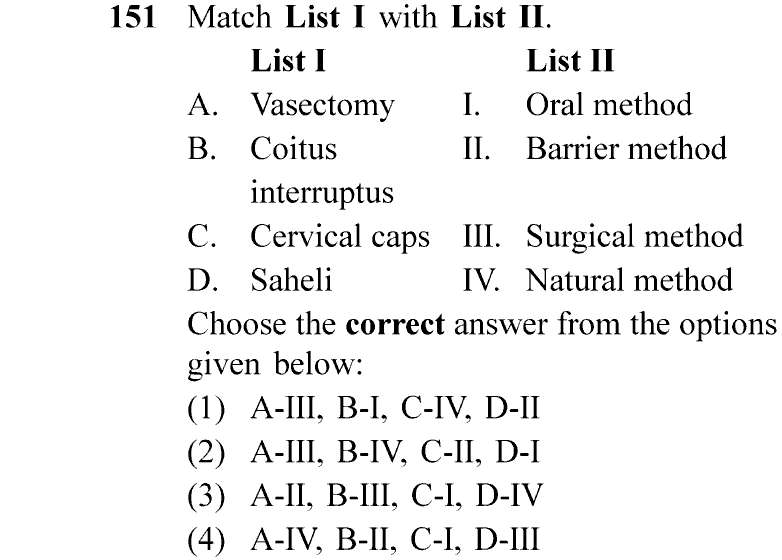 151 Match List I with List II.
List I List II
A. Vasectomy I. Oral method
B. Coitus II. Barrier method
interruptus
C. Cervical caps III. Surgical method
D. Saheli IV. Natural method
Choose the correct answer from the options
given below:
(1) A-III, B-I, C-IV, D-II
(2) A-III, B-IV, C-II, D-I
(3) A-II, B-III, C-I, D-IV
(4) A-IV, B-II, C-I, D-III